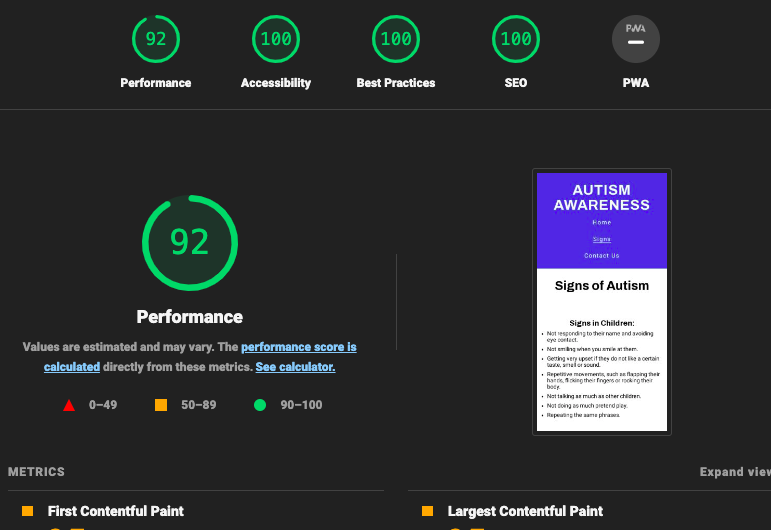 92
100
100
100
PWA
Performance
Accessibility
Best Practices
SEO
PWA
92
Performance
Values are estimated and may vary. The performance score is
calculated directly from these metrics. See calculator.
0–49
50–89
90–100
AUTISM
AWARENESS
Home
Signs
Contact Us
Signs of Autism
Signs in Children:
Not responding to their name and avoiding
eye contact.
Not smiling when you smile at them.
Getting very upset if they do not like a certain
taste, smell or sound.
Repetitive movements, such as flapping their
hands, flicking their fingers or rocking their
body.
Not talking as much as other children.
Not doing as much pretend play.
Repeating the same phrases.
METRICS
Expand view
First Contentful Paint
Largest Contentful Paint